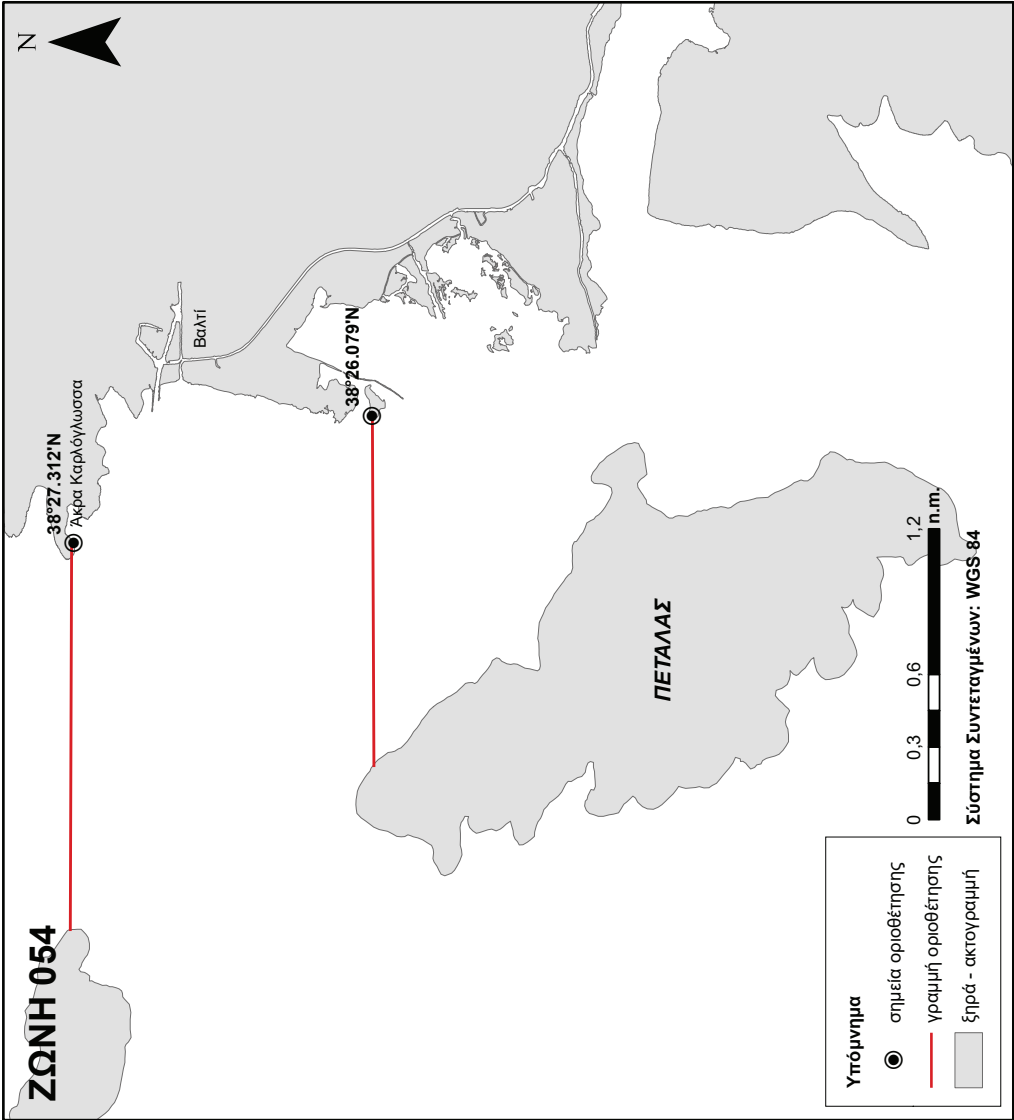 ΖΩΝΗ 054
N
38°27.312'N
Άκρα Καρλόγλωσσα
Βαλτί
38°26.079'N
ΠΕΤΑΛΑΣ
Υπόμνημα
σημεία οριοθέτησης
γραμμή οριοθέτησης
ξηρά - ακτογραμμή
0 0,3 0,6 1,2
n.m.
Σύστημα Συντεταγμένων: WGS 84